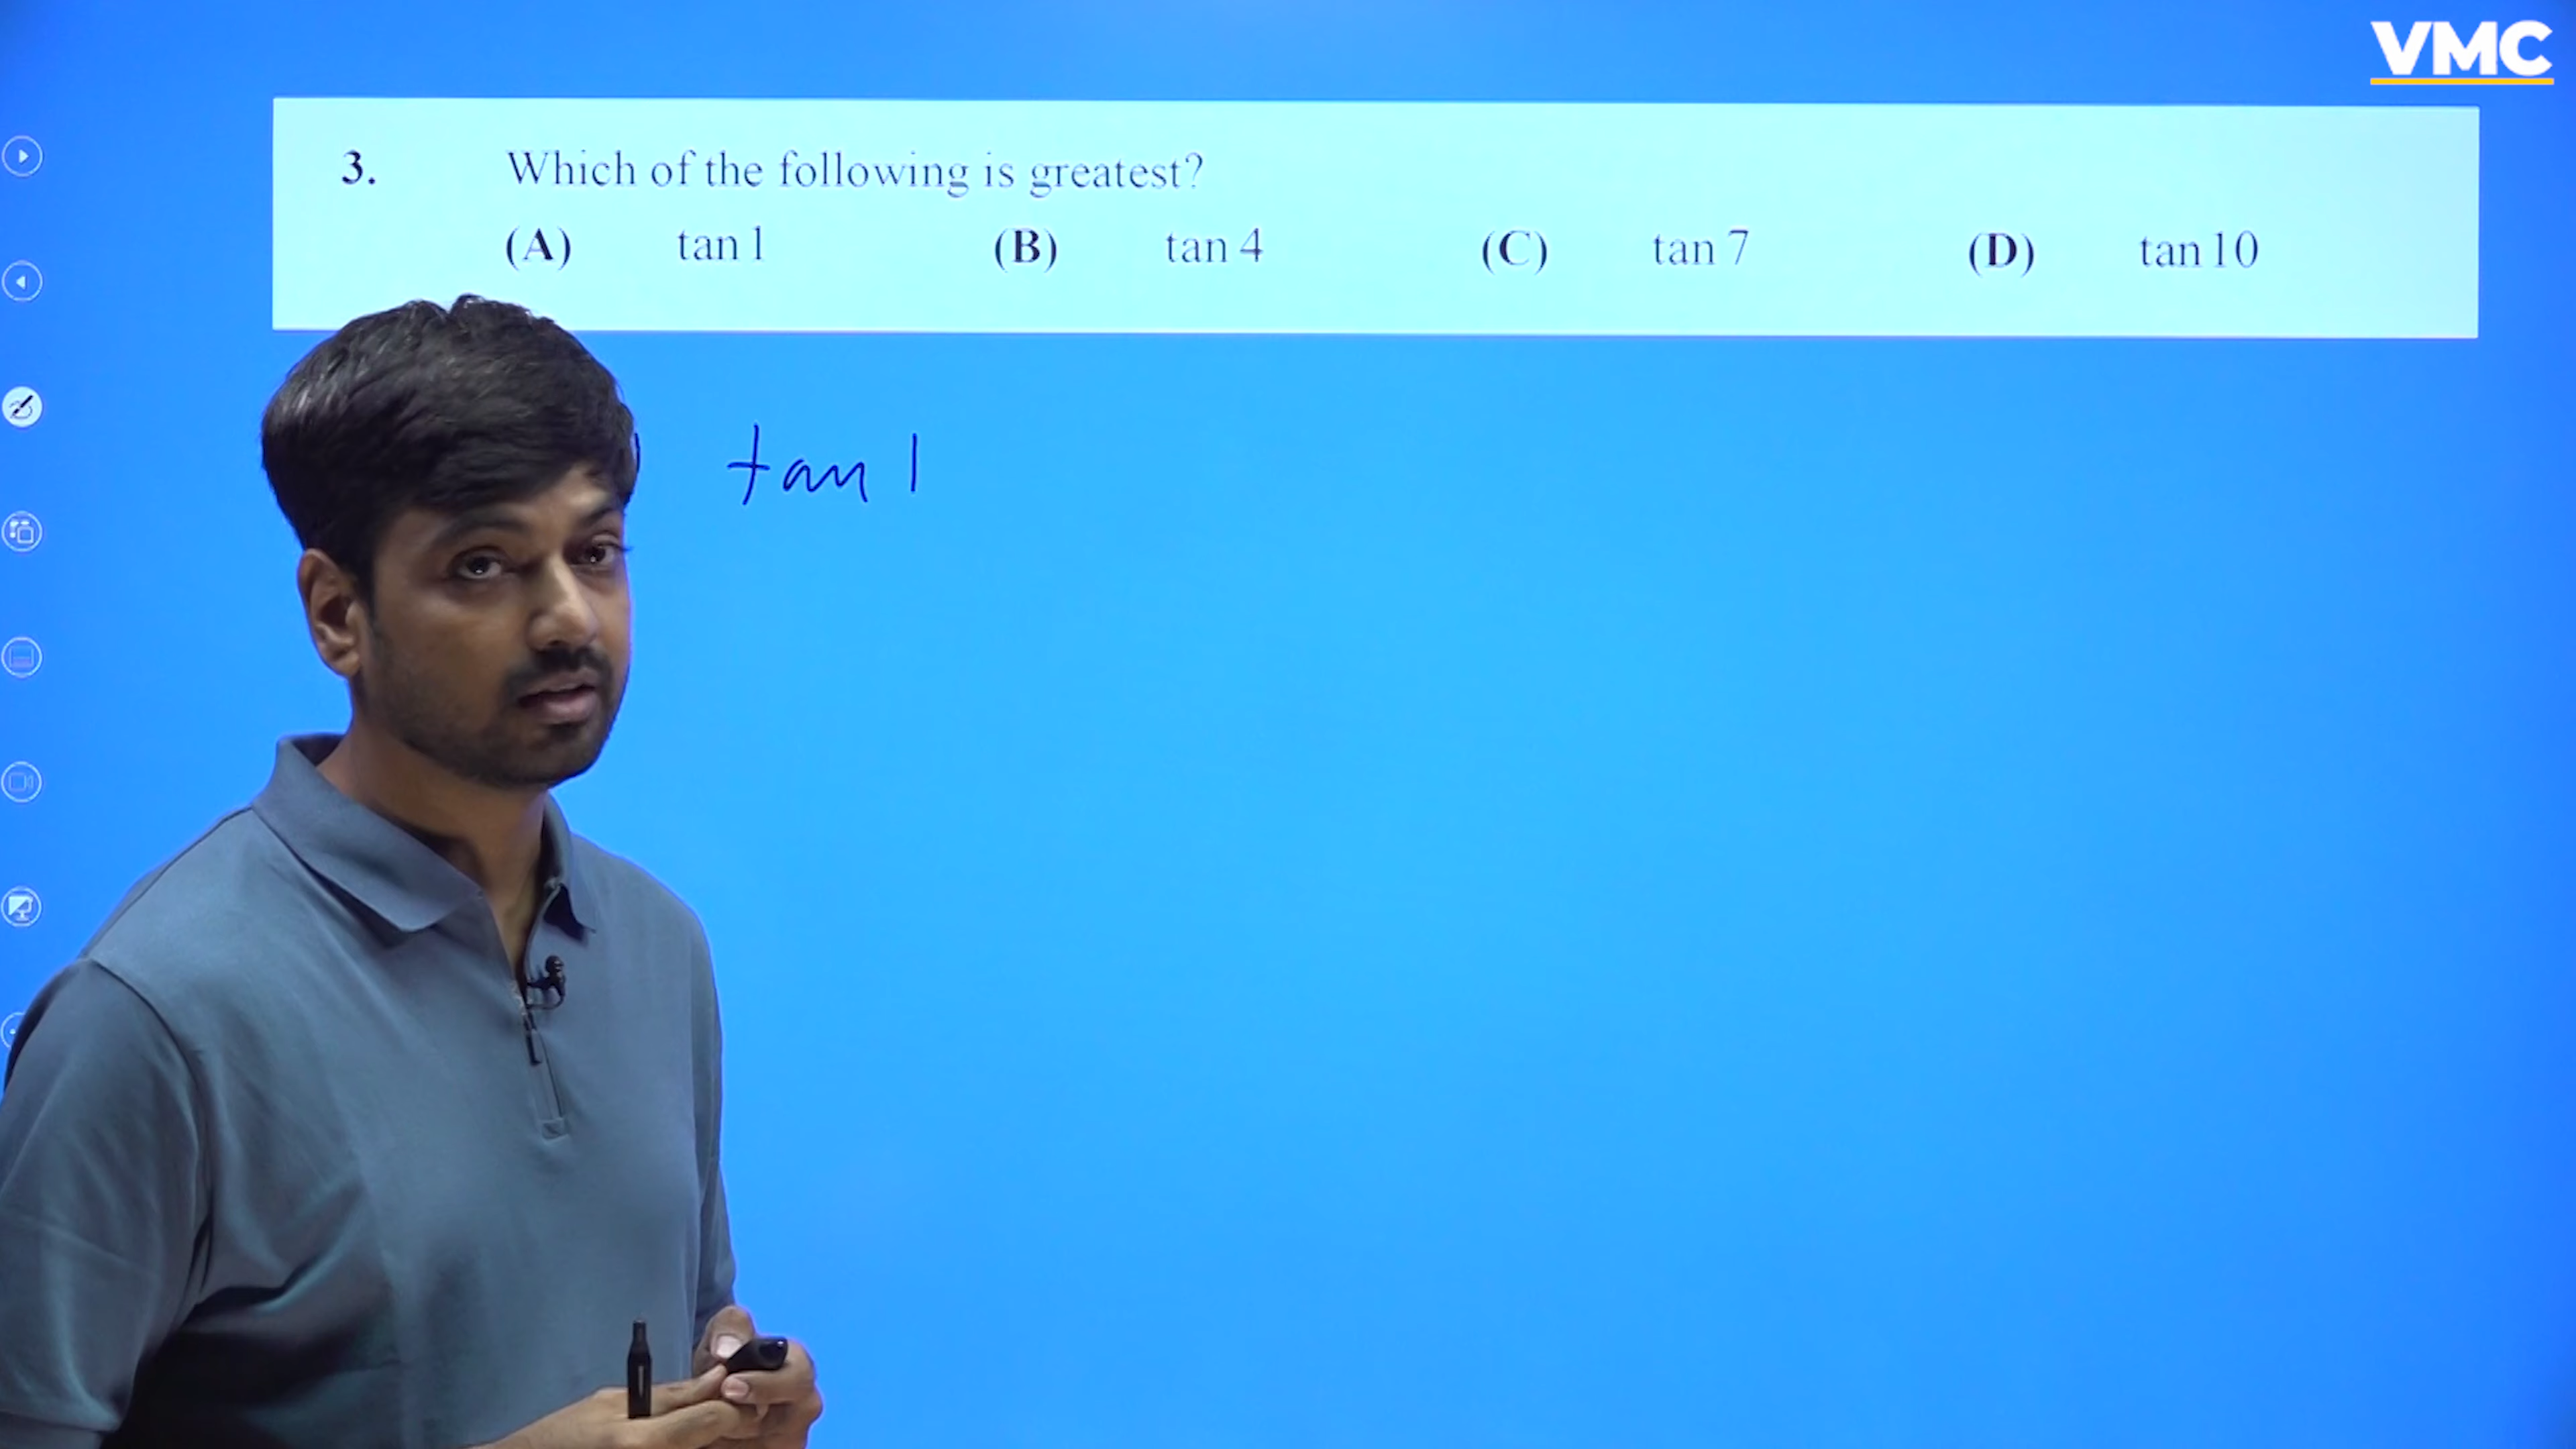 VMC
3. Which of the following is greatest?
(A) tan 1 (B) tan 4 (C) tan 7 (D) tan 10
tan 1